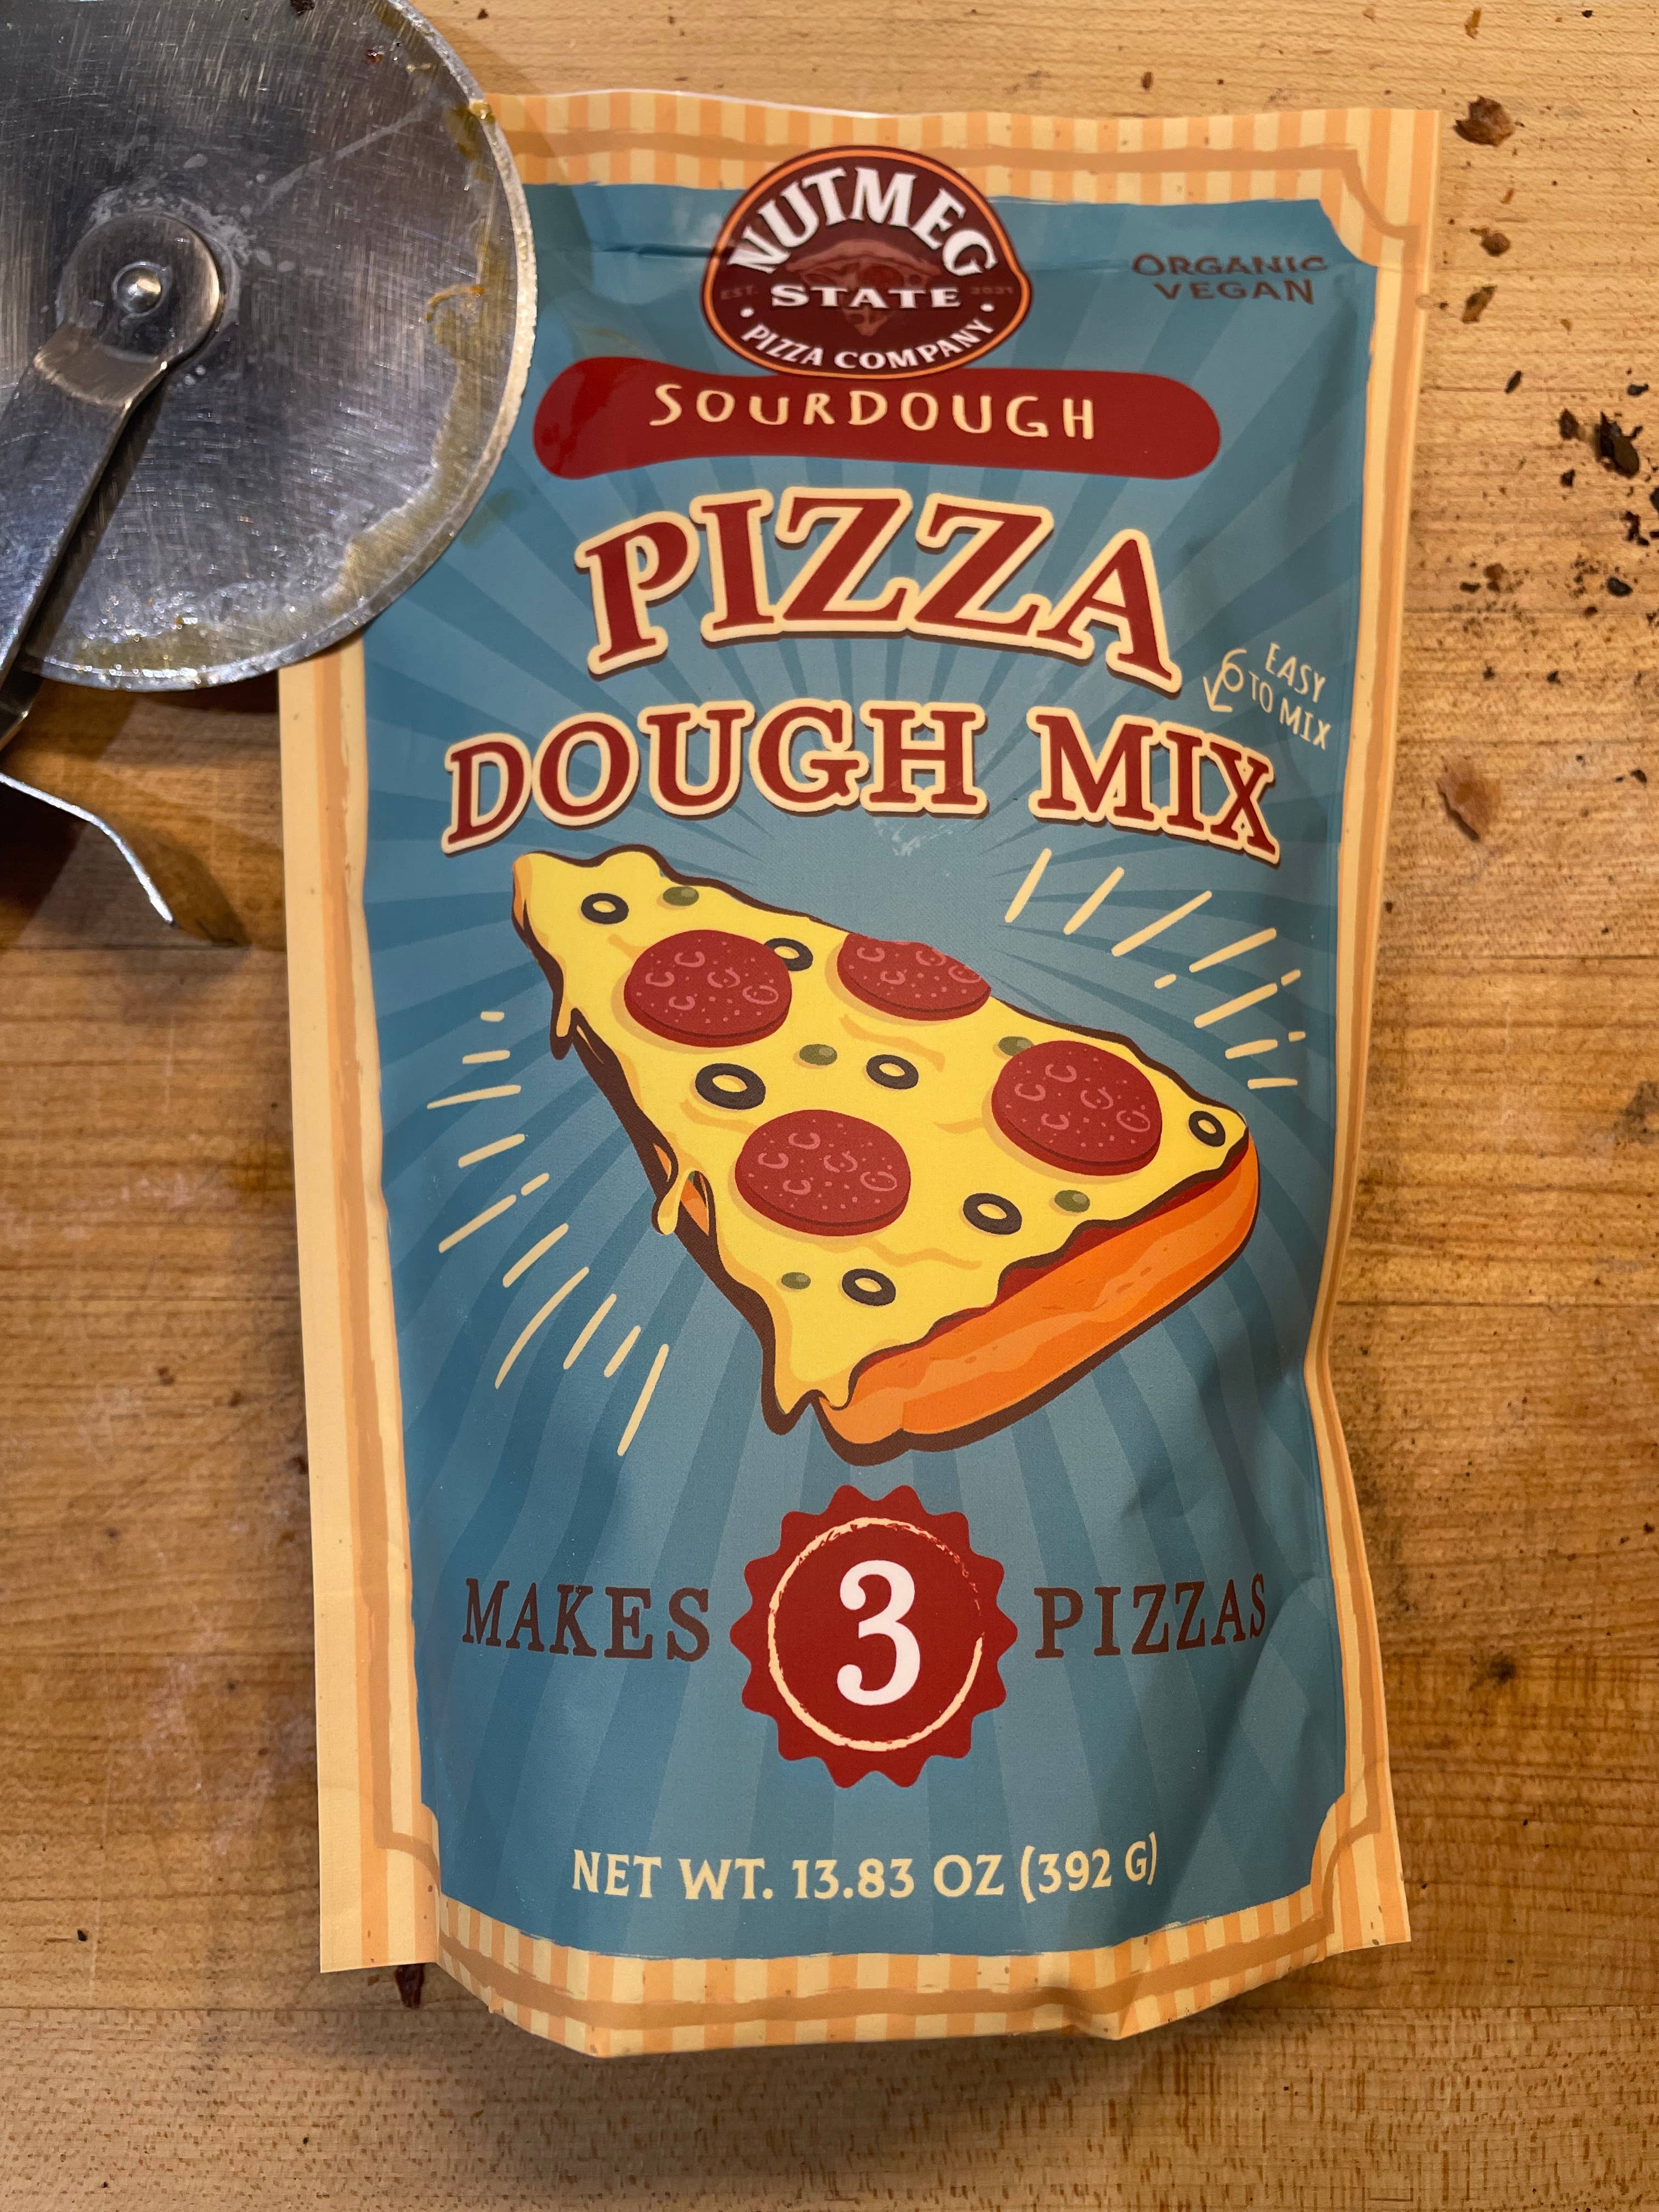 NUTMEG
EST. STATE 2021
• PIZZA COMPANY •
ORGANIC
VEGAN
SOURDOUGH
PIZZA
EASY
TO MIX
DOUGH MIX
MAKES 3 PIZZAS
NET WT. 13.83 OZ (392 G)